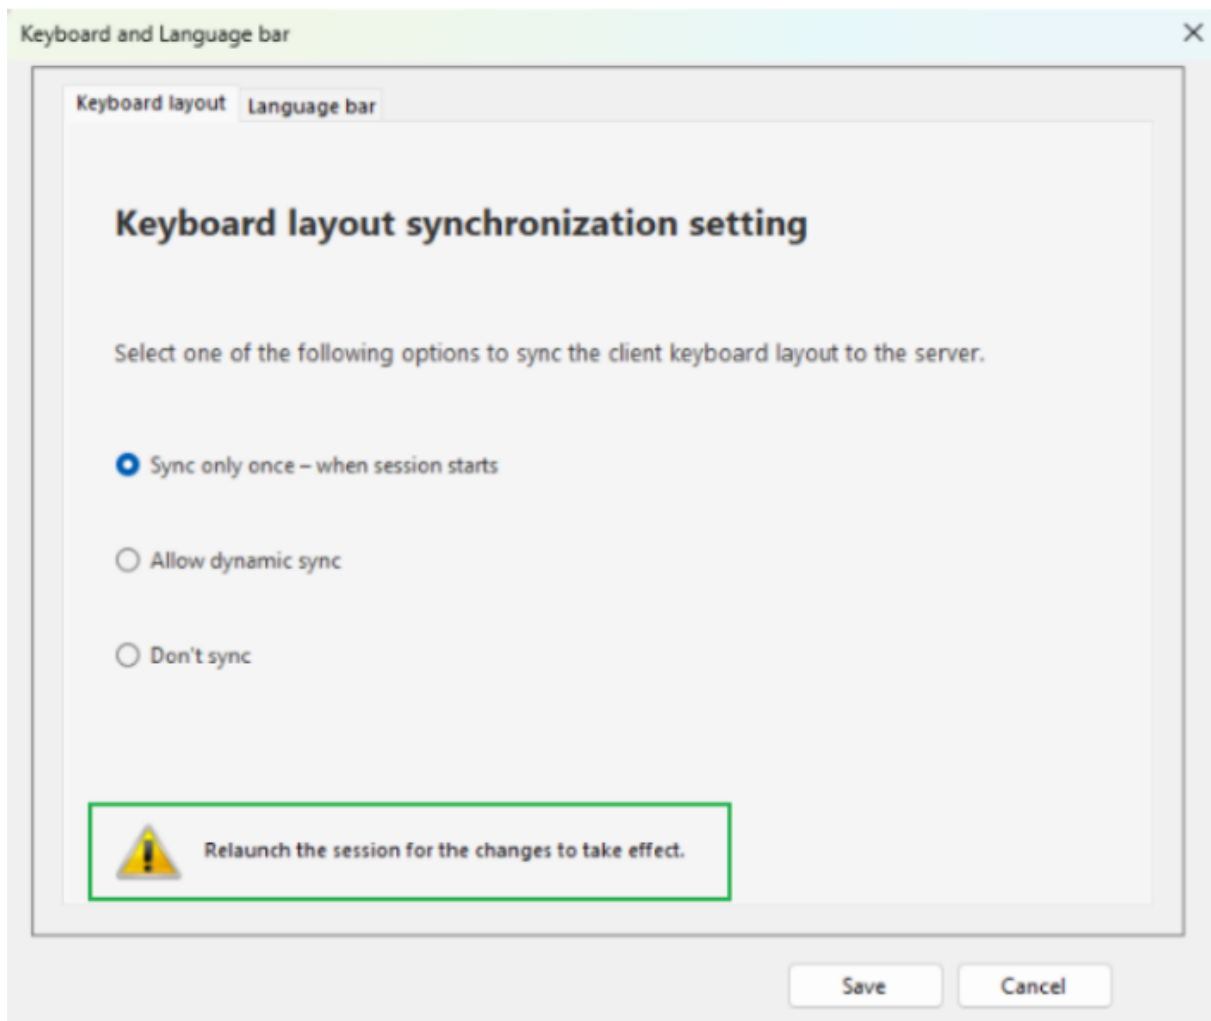 Keyboard and Language bar
Keyboard layout Language bar
Keyboard layout synchronization setting
Select one of the following options to sync the client keyboard layout to the server.
Sync only once – when session starts
Allow dynamic sync
Don't sync
Relaunch the session for the changes to take effect.
Save Cancel